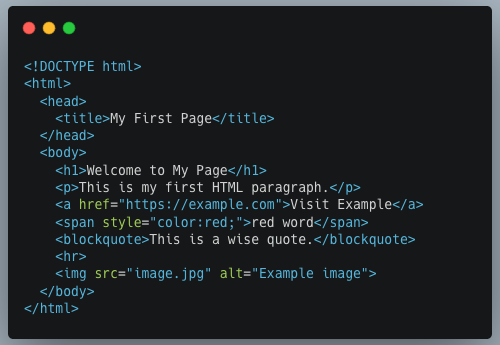 <!DOCTYPE html>
<html>
  <head>
    <title>My First Page</title>
  </head>
  <body>
    <h1>Welcome to My Page</h1>
    <p>This is my first HTML paragraph.</p>
    <a href="https://example.com">Visit Example</a>
    <span style="color:red;">red word</span>
    <blockquote>This is a wise quote.</blockquote>
    <hr>
    <img src="image.jpg" alt="Example image">
  </body>
</html>